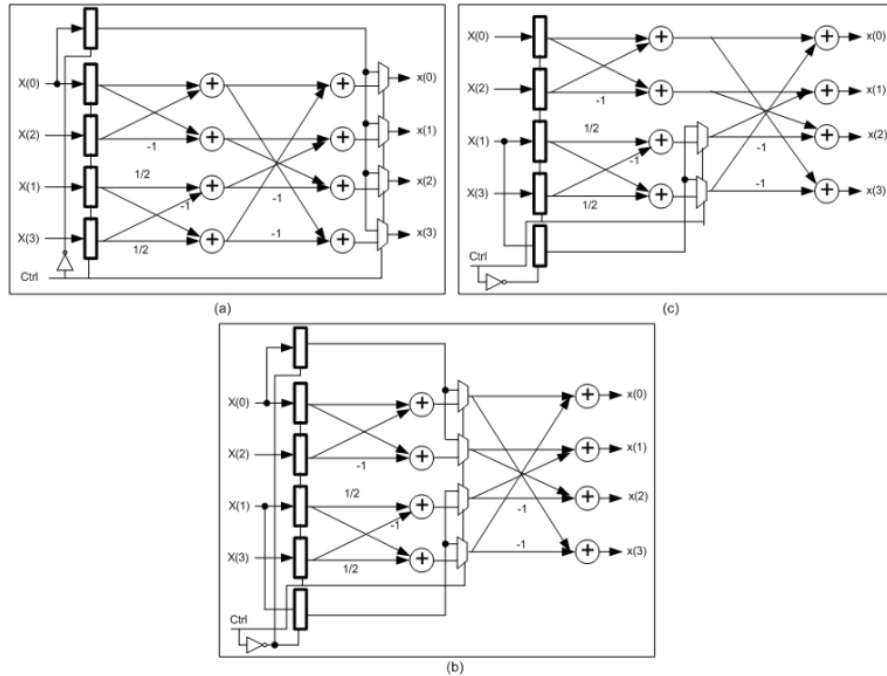 X(0)
x(0)
X(2)
-1
x(1)
X(1)
1/2
-1
-1
x(2)
X(3)
1/2
-1
x(3)
Ctrl
(a)
X(0)
x(0)
X(2)
-1
x(1)
X(1)
1/2
-1
-1
x(2)
X(3)
1/2
-1
x(3)
Ctrl
(c)
X(0)
x(0)
X(2)
-1
x(1)
X(1)
1/2
-1
-1
x(2)
X(3)
1/2
-1
x(3)
Ctrl
(b)